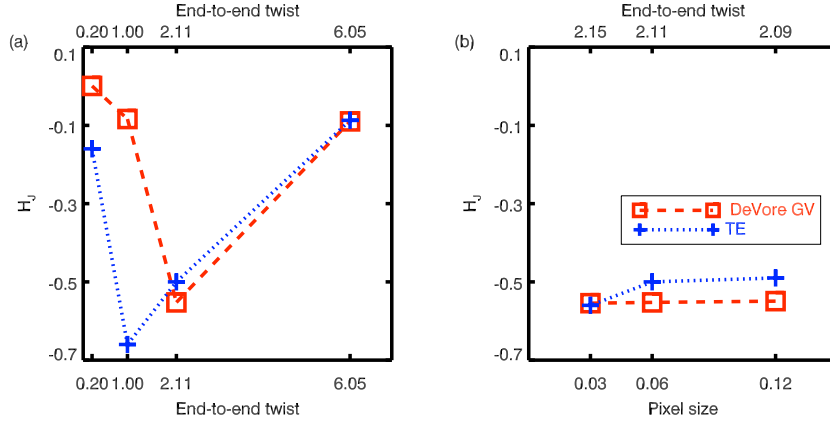 End-to-end twist
(a)
0.20 1.00 2.11 6.05
0.1
-0.1
-0.3
-0.5
-0.7
H_J
0.20 1.00 2.11 6.05
End-to-end twist
End-to-end twist
(b)
2.15 2.11 2.09
0.1
-0.1
-0.3
-0.5
-0.7
H_J
DeVore GV
TE
0.03 0.06 0.12
Pixel size